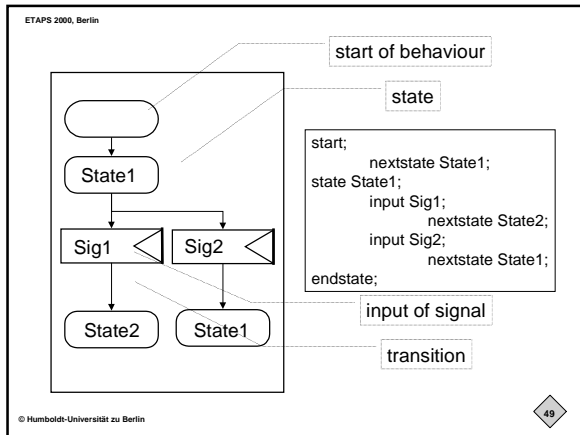 ETAPS 2000, Berlin
start of behaviour
state
State1
Sig1
Sig2
State2
State1
start;
nextstate State1;
state State1;
input Sig1;
nextstate State2;
input Sig2;
nextstate State1;
endstate;
input of signal
transition
© Humboldt-Universität zu Berlin
49